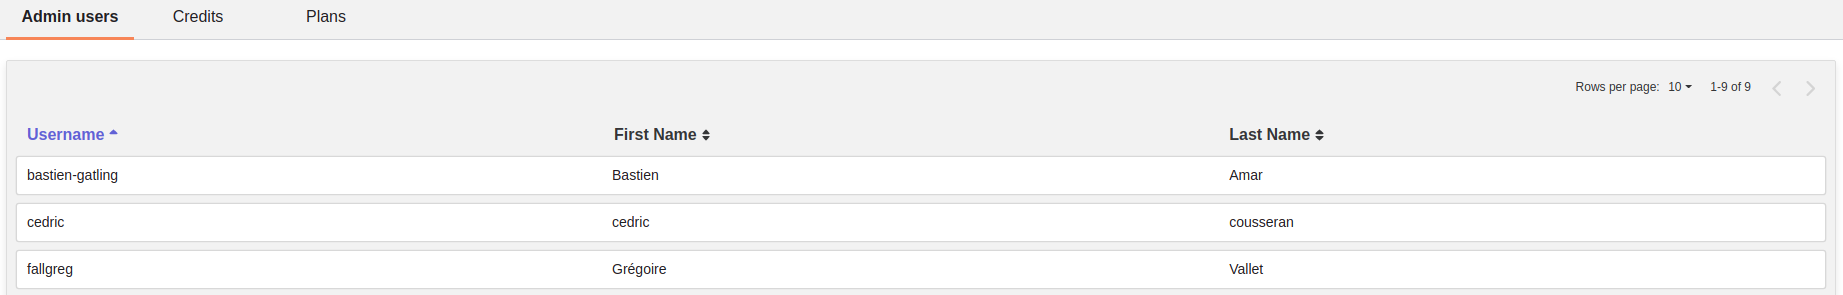 Admin users Credits Plans
Rows per page: 10 1-9 of 9
Username First Name Last Name
bastien-gatling Bastien Amar
cedric cedric cousseran
fallgreg Grégoire Vallet